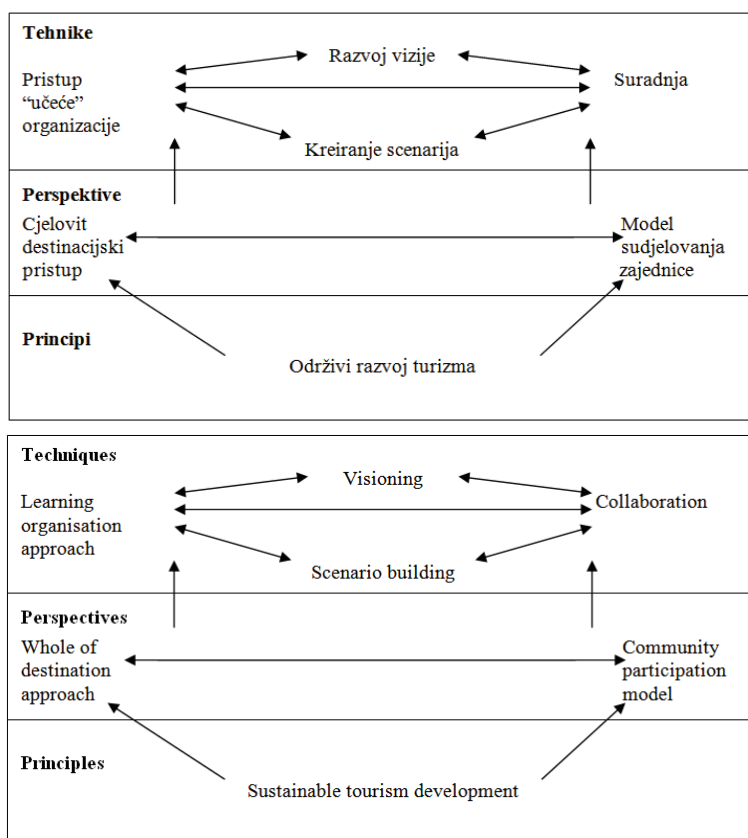 Tehnike
Razvoj vizije
Pristup
“učeće”
organizacije
Suradnja
Kreiranje scenarija
Perspektive
Cjelovit
destinacijski
pristup
Model
sudjelovanja
zajednice
Principi
Održivi razvoj turizma
Techniques
Visioning
Learning
organisation
approach
Collaboration
Scenario building
Perspectives
Whole of
destination
approach
Community
participation
model
Principles
Sustainable tourism development